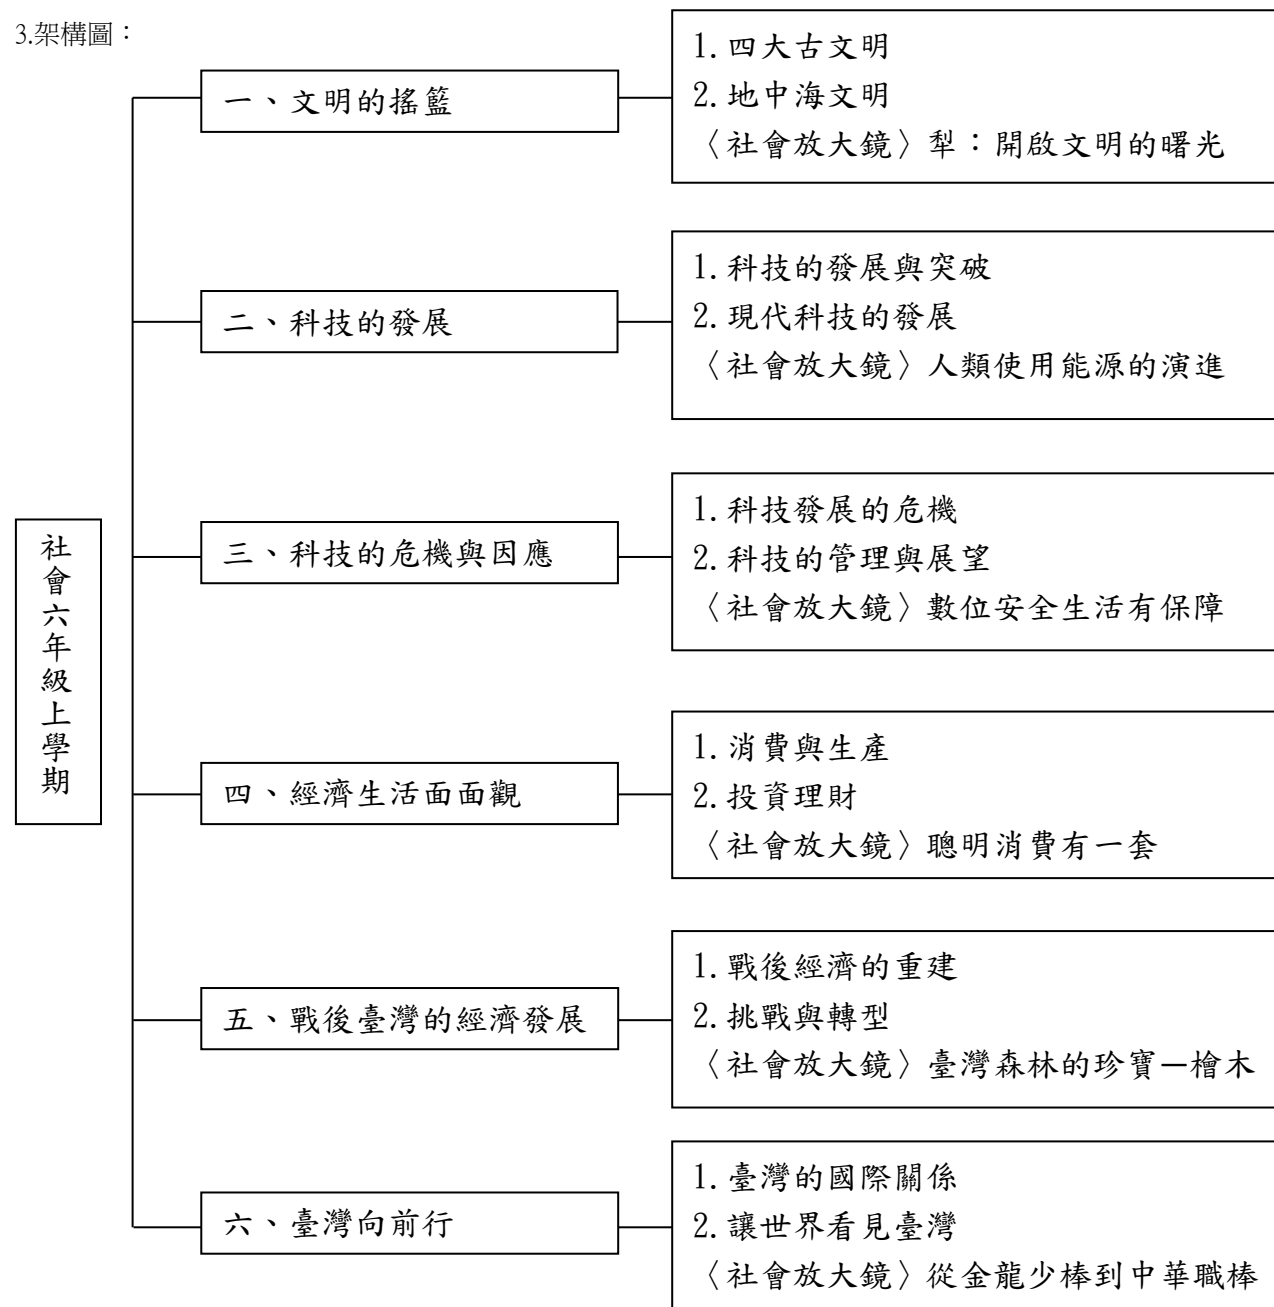 3.架構圖：
社會六年級上學期
一、文明的搖籃
1.四大古文明
2.地中海文明
〈社會放大鏡〉犁：開啟文明的曙光
二、科技的發展
1.科技的發展與突破
2.現代科技的發展
〈社會放大鏡〉人類使用能源的演進
三、科技的危機與因應
1.科技發展的危機
2.科技的管理與展望
〈社會放大鏡〉數位安全生活有保障
四、經濟生活面面觀
1.消費與生產
2.投資理財
〈社會放大鏡〉聰明消費有一套
五、戰後臺灣的經濟發展
1.戰後經濟的重建
2.挑戰與轉型
〈社會放大鏡〉臺灣森林的珍寶—檜木
六、臺灣向前行
1.臺灣的國際關係
2.讓世界看見臺灣
〈社會放大鏡〉從金龍少棒到中華職棒